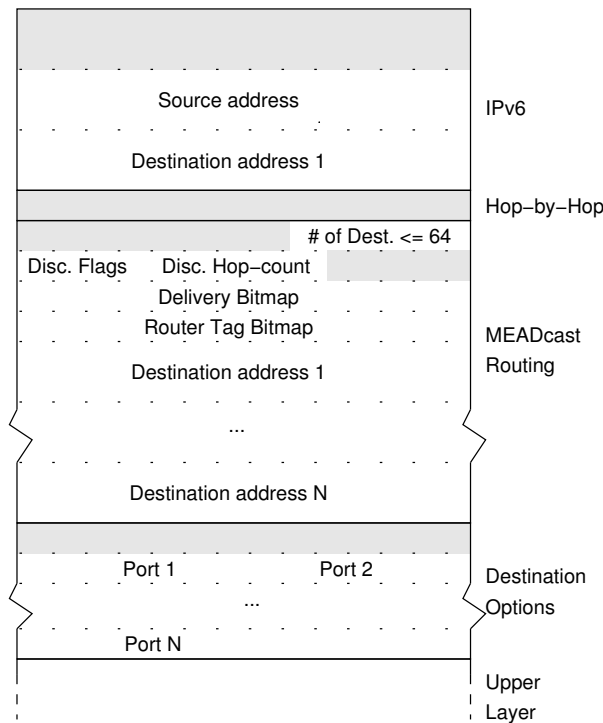 Source address
IPv6
Destination address 1
Hop-by-Hop
# of Dest. <= 64
Disc. Flags Disc. Hop-count
Delivery Bitmap
Router Tag Bitmap
MEADcast
Routing
Destination address 1
...
Destination address N
Port 1 Port 2
Destination
Options
...
Port N
Upper
Layer